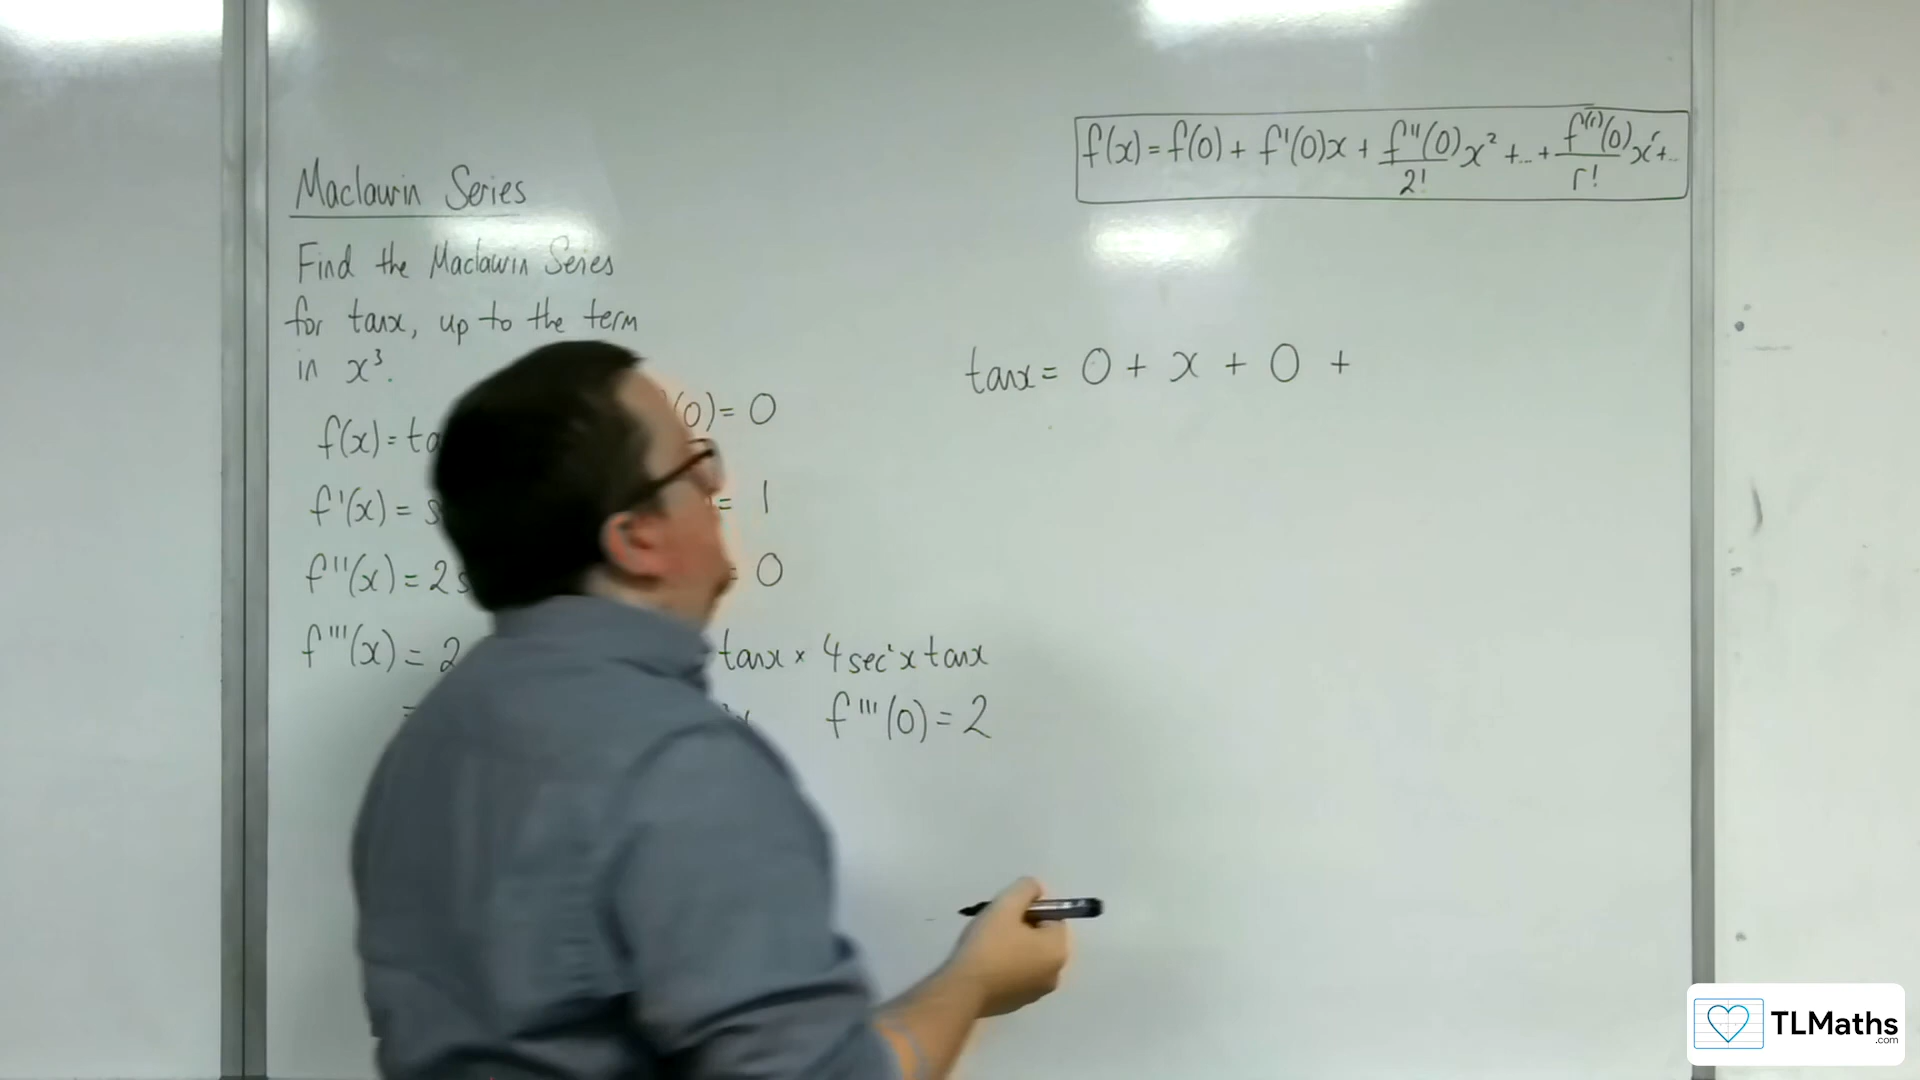 Maclaurin Series
f(x) = f(0) + f'(0)x + f''(0)/2! x² + ... + f⁽ʳ⁾(0)/r! xʳ + ...
Find the Maclaurin Series
for tanx, up to the term
in x³.
tanx = 0 + x + 0 +
f(x) = ta (0) = 0
f'(x) = s = 1
f''(x) = 2s = 0
f'''(x) = 2 tanx × 4sec²x tanx
= f'''(0) = 2
TLMaths
.com